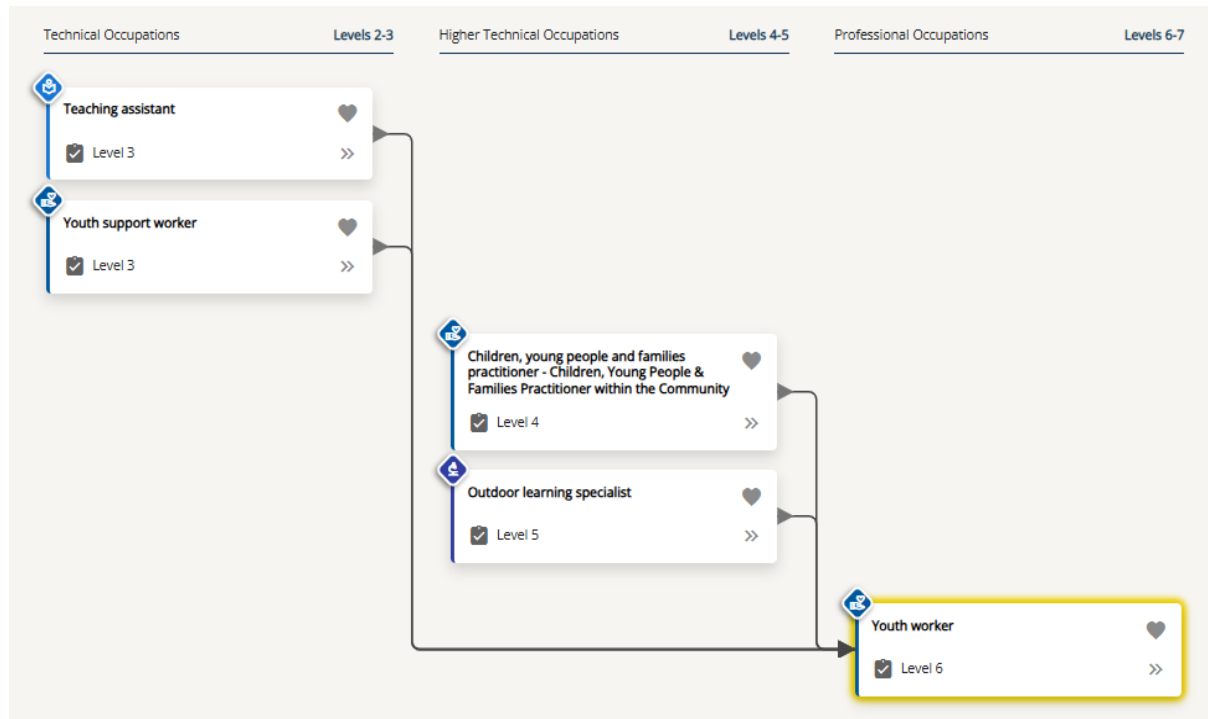 Technical Occupations Levels 2-3
Higher Technical Occupations Levels 4-5
Professional Occupations Levels 6-7
Teaching assistant
Level 3
Youth support worker
Level 3
Children, young people and families
practitioner - Children, Young People &
Families Practitioner within the Community
Level 4
Outdoor learning specialist
Level 5
Youth worker
Level 6